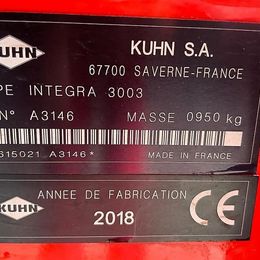 KUHN KUHN S.A.
67700 SAVERNE-FRANCE
PE INTEGRA 3003
N° A3146 MASSE 0950 kg
615021 A3146* MADE IN FRANCE
KUHN ANNEE DE FABRICATION CE
2018